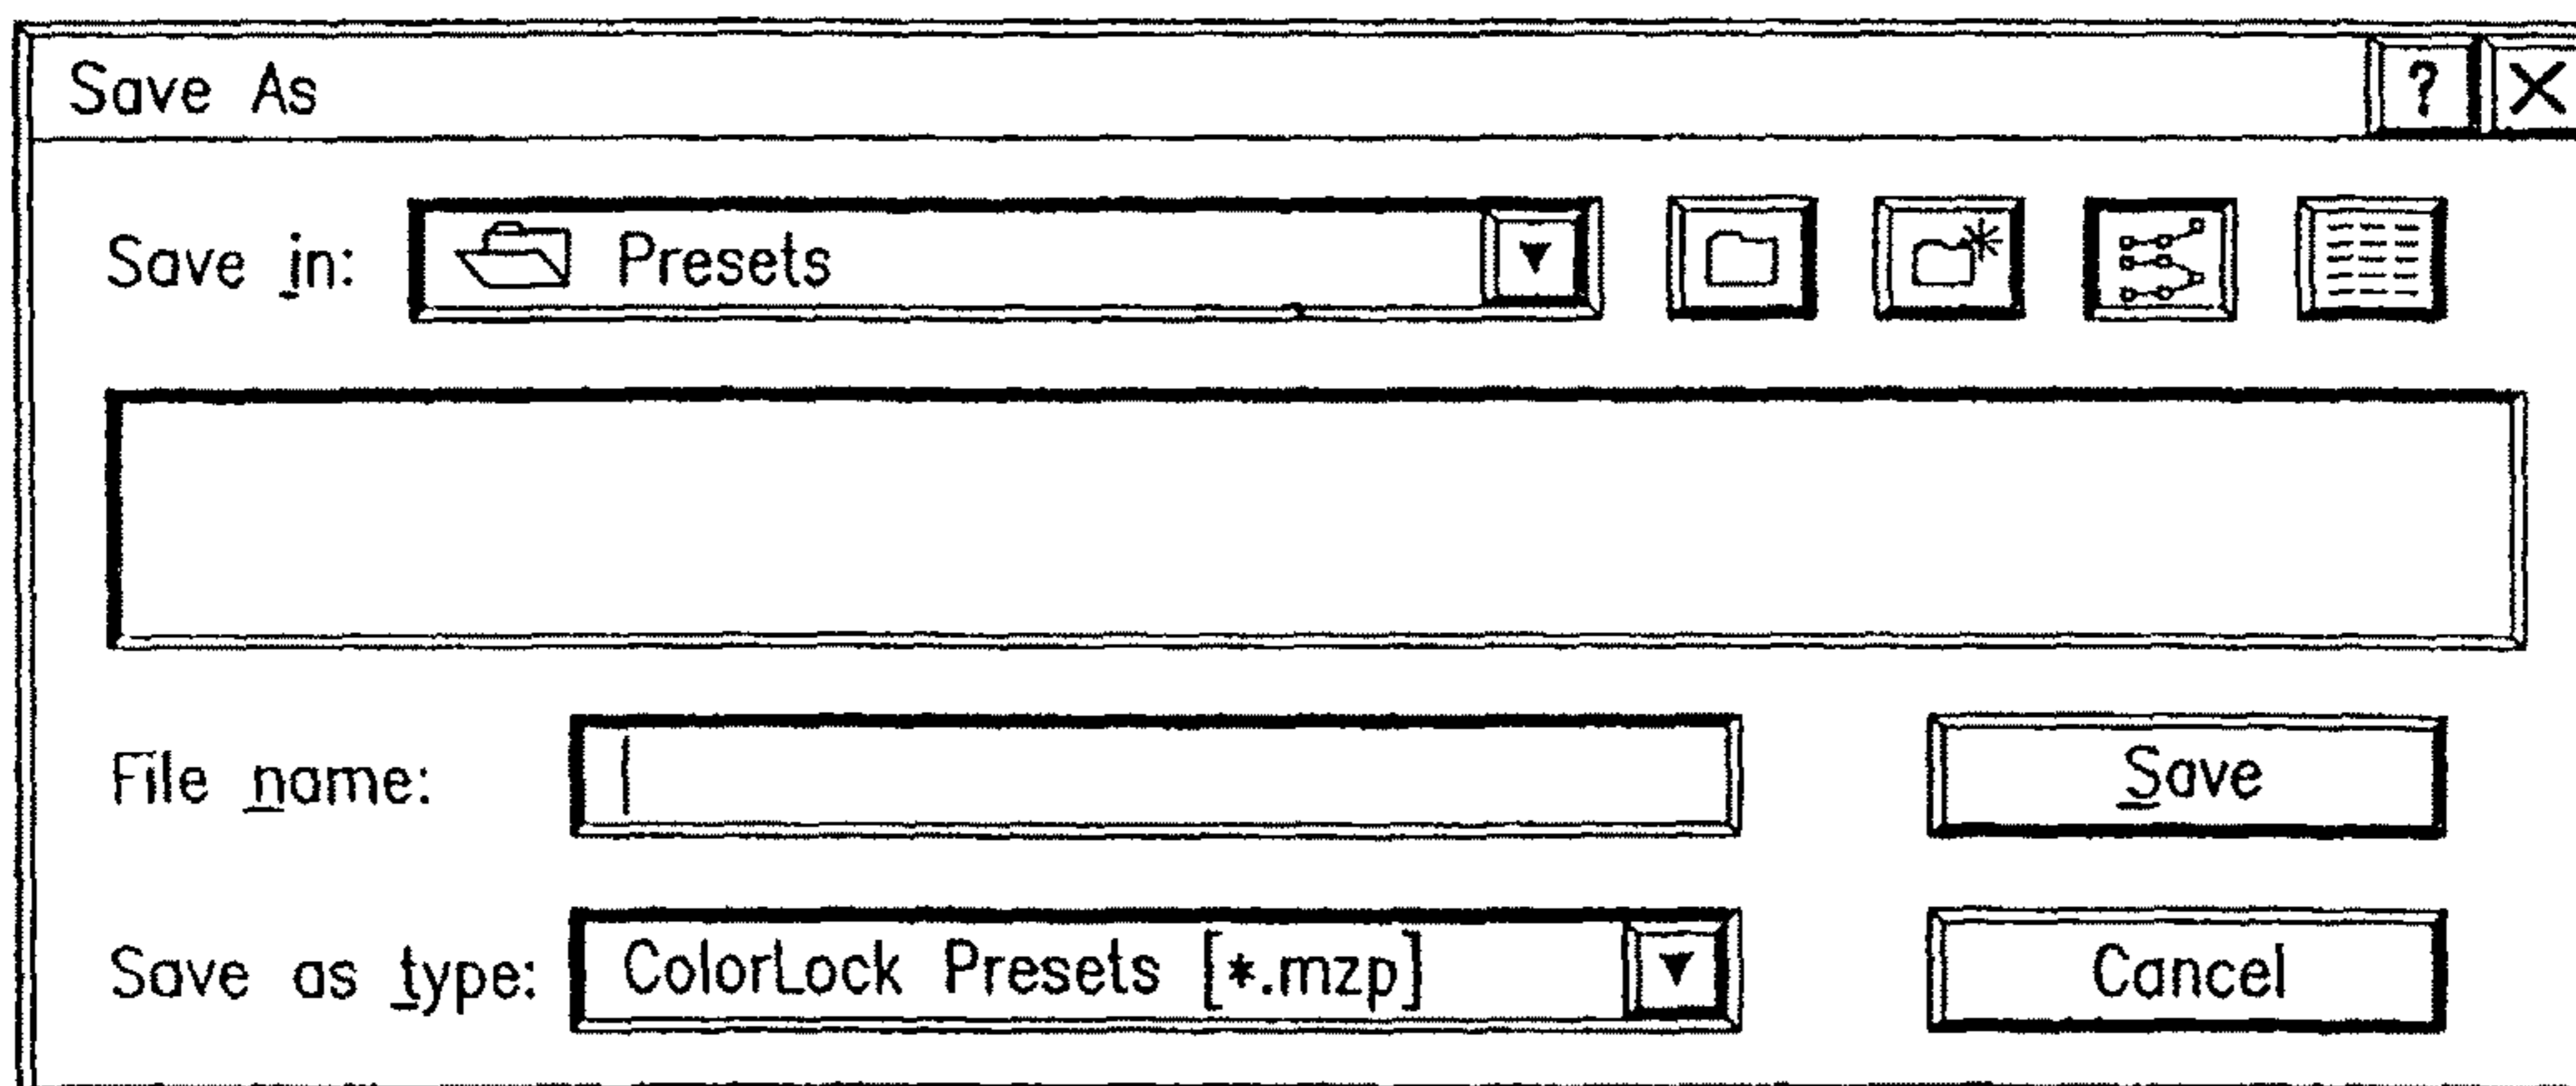 Save As ? X
Save in: Presets
File name: Save
Save as type: ColorLock Presets [*.mzp] Cancel